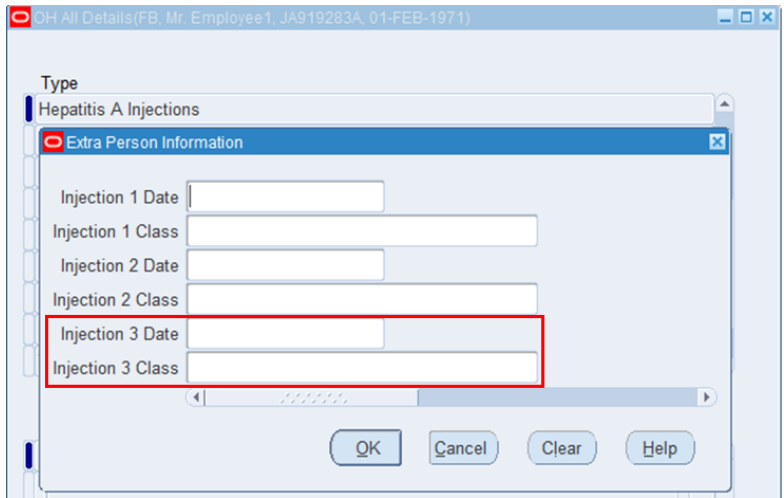 OH All Details(FB, Mr. Employee1, JA919283A, 01-FEB-1971)
Type
Hepatitis A Injections
Extra Person Information
Injection 1 Date
Injection 1 Class
Injection 2 Date
Injection 2 Class
Injection 3 Date
Injection 3 Class
OK Cancel Clear Help